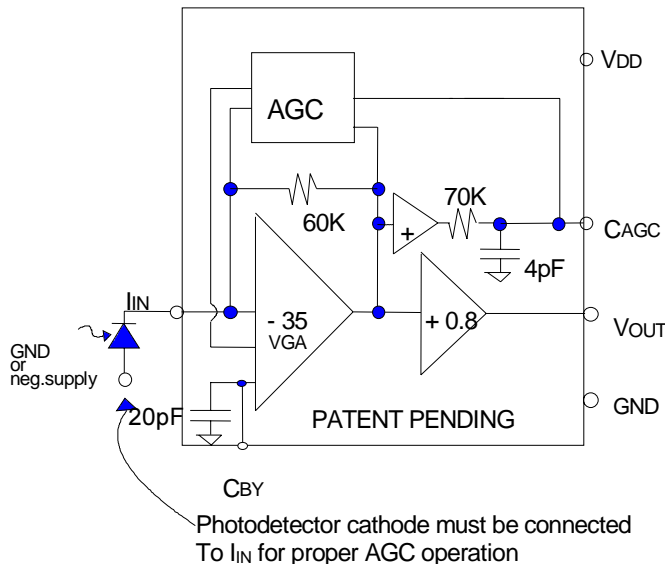 VDD
AGC
60K
70K
+
CAGC
4pF
IIN
- 35
VGA
+ 0.8
VOUT
GND
or
neg.supply
GND
20pF
PATENT PENDING
CBY
Photodetector cathode must be connected
To IIN for proper AGC operation